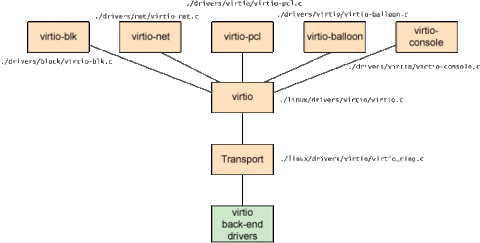 ./drivers/virtio/virtio-pcl.c
./drivers/net/virtio-net.c
./drivers/virtio/virtio-balloon.c
virtio-blk
virtio-net
virtio-pcl
virtio-balloon
virtio-
console
./drivers/block/virtio-blk.c
./drivers/virtio/virtio-console.c
virtio
./linux/drivers/virtio/virtio.c
Transport
./linux/drivers/virtio/virtio_ring.c
virtio
back-end
drivers